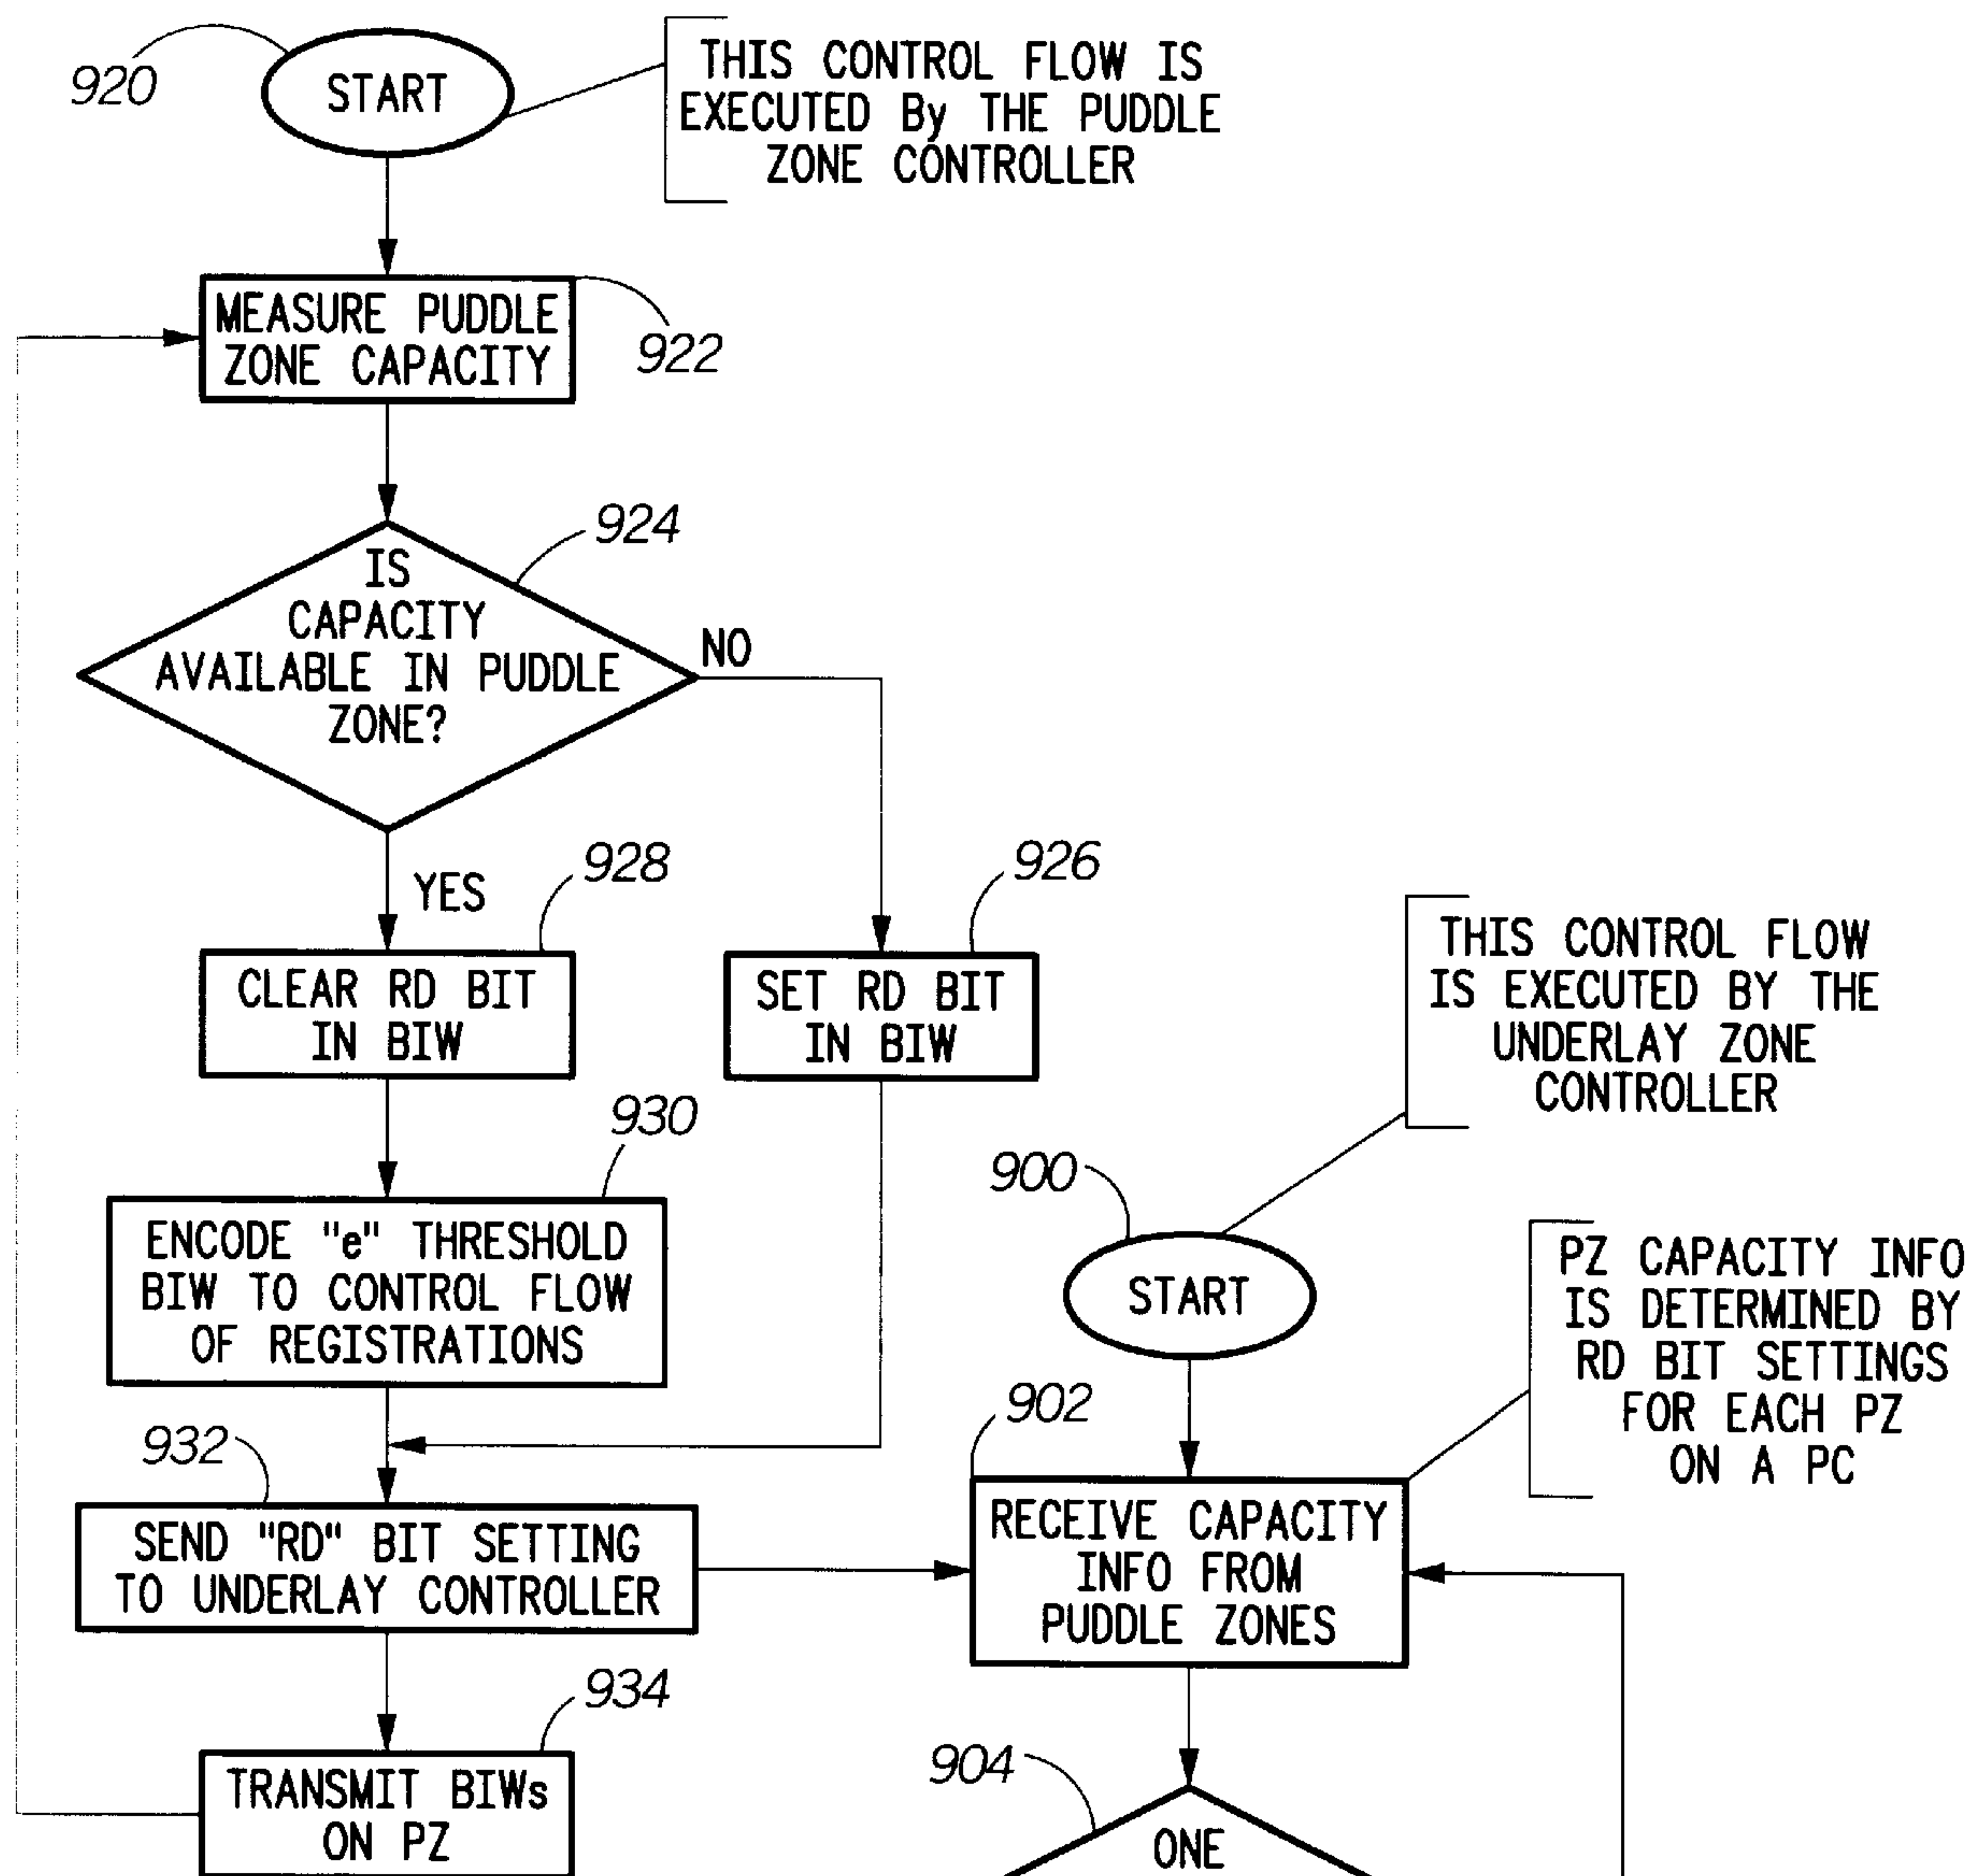 920
START
THIS CONTROL FLOW IS
EXECUTED By THE PUDDLE
ZONE CONTROLLER
MEASURE PUDDLE
ZONE CAPACITY
922
924
IS
CAPACITY
AVAILABLE IN PUDDLE
ZONE?
NO
YES
928
926
CLEAR RD BIT
IN BIW
SET RD BIT
IN BIW
THIS CONTROL FLOW
IS EXECUTED BY THE
UNDERLAY ZONE
CONTROLLER
930
ENCODE "e" THRESHOLD
BIW TO CONTROL FLOW
OF REGISTRATIONS
900
START
PZ CAPACITY INFO
IS DETERMINED BY
RD BIT SETTINGS
FOR EACH PZ
ON A PC
932
SEND "RD" BIT SETTING
TO UNDERLAY CONTROLLER
902
RECEIVE CAPACITY
INFO FROM
PUDDLE ZONES
934
TRANSMIT BIWs
ON PZ
904
ONE